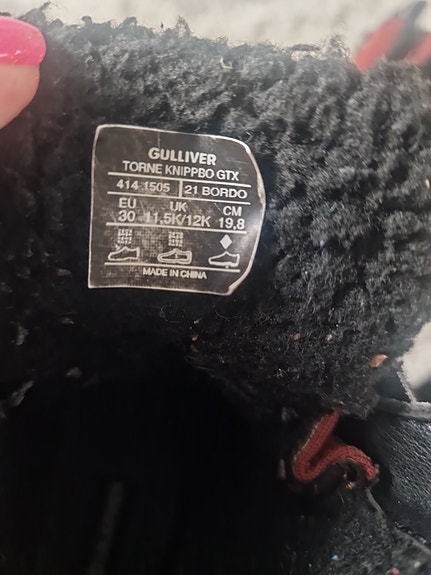 GULLIVER
TORNE KNIPPBO GTX
414-1505 21 BORDO
EU UK CM
30 11,5K/12K 19,8
MADE IN CHINA